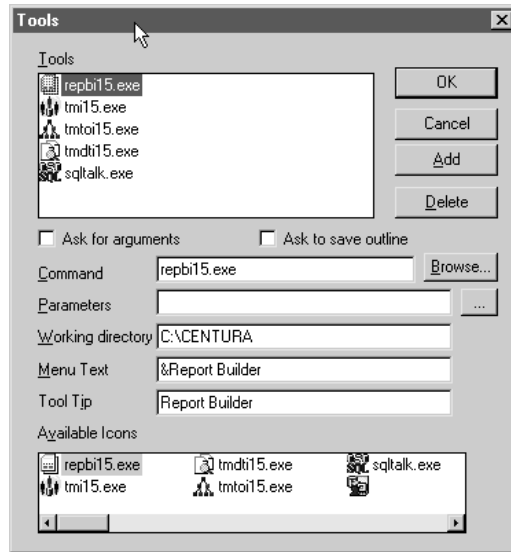 Tools
Tools
repbi15.exe
tmi15.exe
tmtoi15.exe
tmdti15.exe
sqltalk.exe
OK
Cancel
Add
Delete
Ask for arguments
Ask to save outline
Command
repbi15.exe
Browse...
Parameters
...
Working directory
C:\CENTURA
Menu Text
&Report Builder
Tool Tip
Report Builder
Available Icons
repbi15.exe
tmdti15.exe
sqltalk.exe
tmi15.exe
tmtoi15.exe